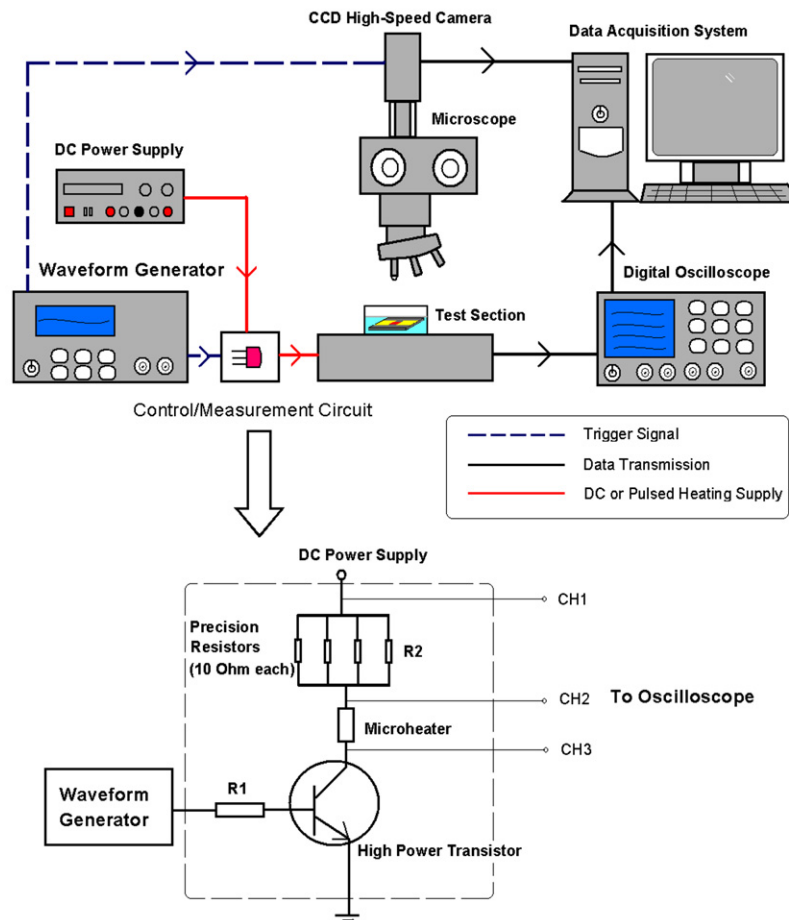 CCD High-Speed Camera
Data Acquisition System
Microscope
DC Power Supply
Waveform Generator
Digital Oscilloscope
Test Section
Control/Measurement Circuit
Trigger Signal
Data Transmission
DC or Pulsed Heating Supply
DC Power Supply
CH1
Precision
Resistors
(10 Ohm each)
R2
CH2
To Oscilloscope
Microheater
CH3
Waveform
Generator
R1
High Power Transistor